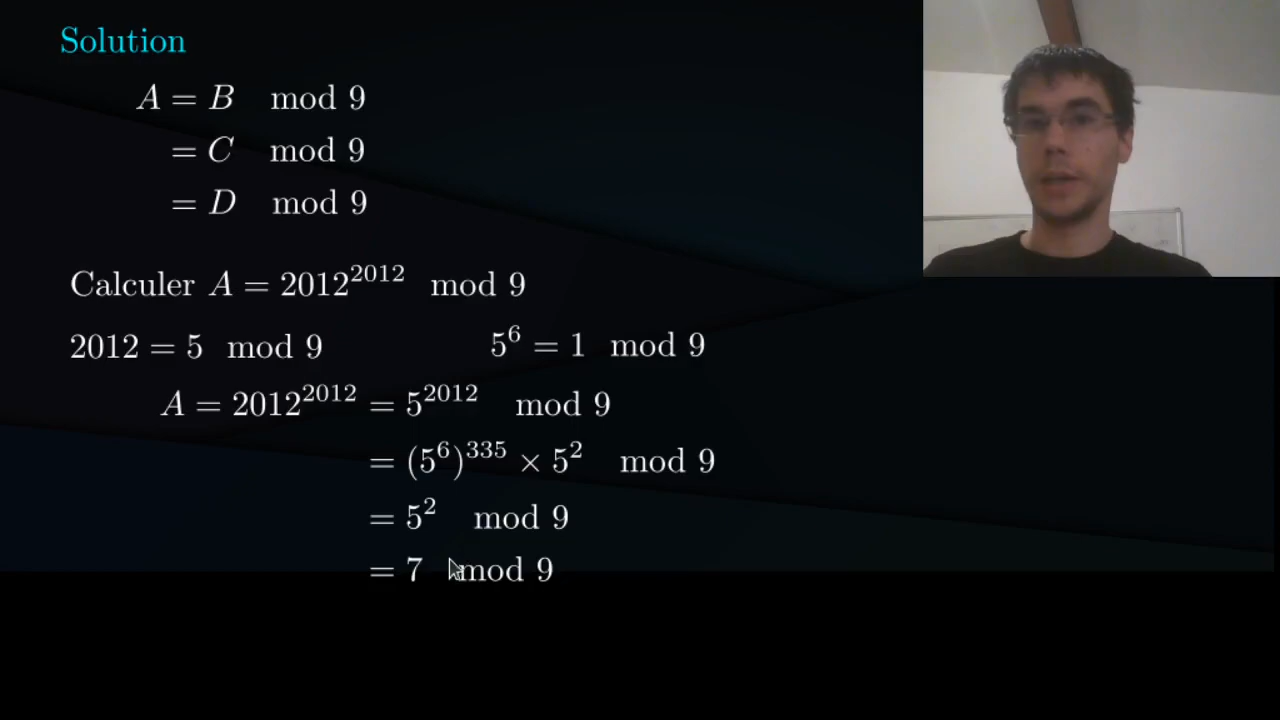 Solution
A = B mod 9
= C mod 9
= D mod 9
Calculer A = 2012^2012 mod 9
2012 = 5 mod 9 5^6 = 1 mod 9
A = 2012^2012 = 5^2012 mod 9
= (5^6)^335 × 5^2 mod 9
= 5^2 mod 9
= 7 mod 9